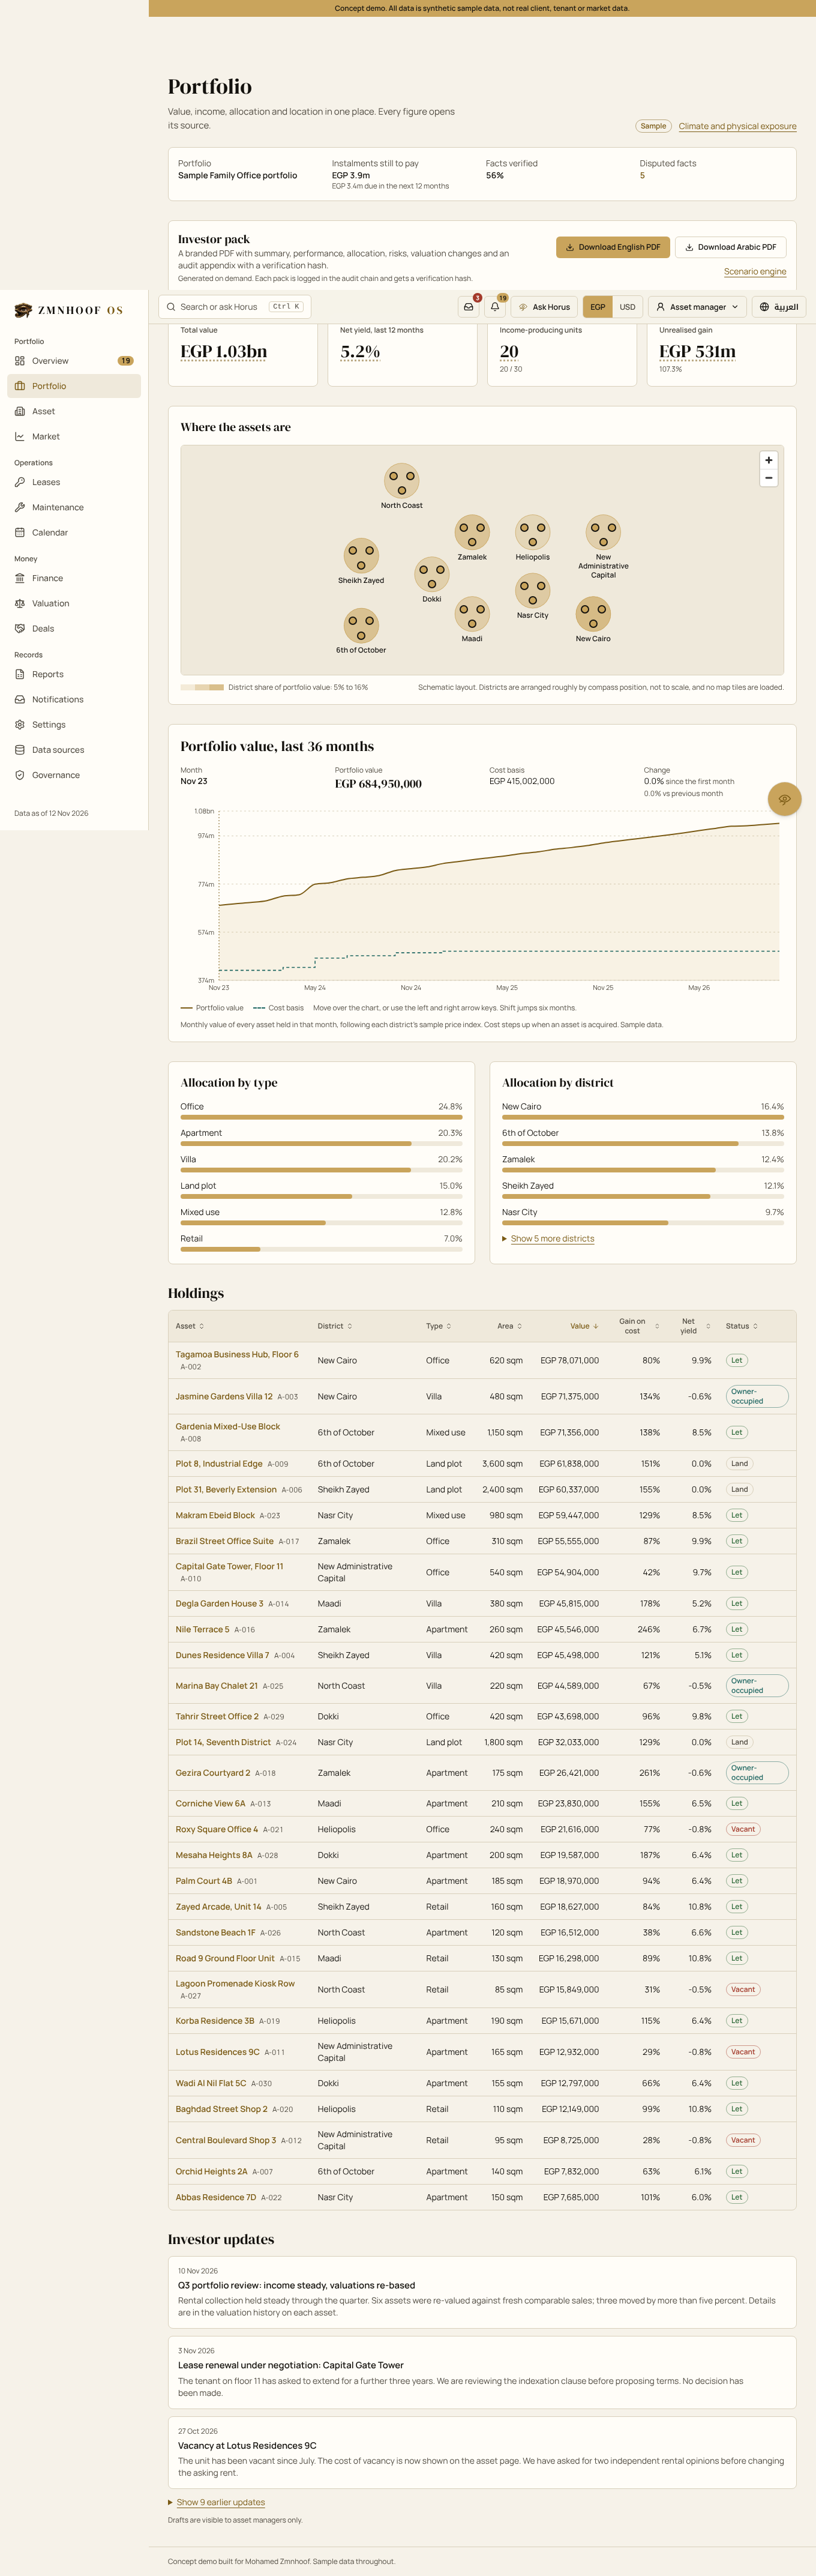 Concept demo. All data is synthetic sample data, not real client, tenant or market data.
Portfolio
Value, income, allocation and location in one place. Every figure opens
its source.
Sample
Climate and physical exposure
Portfolio
Sample Family Office portfolio
Instalments still to pay
EGP 3.9m
EGP 3.4m due in the next 12 months
Facts verified
56%
Disputed facts
5
Investor pack
A branded PDF with summary, performance, allocation, risks, valuation changes and an
audit appendix with a verification hash.
Generated on demand. Each pack is logged in the audit chain and gets a verification hash.
Download English PDF
Download Arabic PDF
Scenario engine
ZMNHOOF OS
Search or ask Horus
Ctrl K
3
19
Ask Horus
EGP
USD
Asset manager
العربية
Portfolio
Overview
19
Portfolio
Asset
Market
Operations
Leases
Maintenance
Calendar
Money
Finance
Valuation
Deals
Records
Reports
Notifications
Settings
Data sources
Governance
Data as of 12 Nov 2026
Total value
EGP 1.03bn
Net yield, last 12 months
5.2%
Income-producing units
20
20 / 30
Unrealised gain
EGP 531m
107.3%
Where the assets are
North Coast
Zamalek
Heliopolis
New
Administrative
Capital
Sheikh Zayed
Dokki
Nasr City
Maadi
New Cairo
6th of October
District share of portfolio value: 5% to 16%
Schematic layout. Districts are arranged roughly by compass position, not to scale, and no map tiles are loaded.
Portfolio value, last 36 months
Month
Nov 23
Portfolio value
EGP 684,950,000
Cost basis
EGP 415,002,000
Change
0.0% since the first month
0.0% vs previous month
1.08bn
974m
774m
574m
374m
Nov 23
May 24
Nov 24
May 25
Nov 25
May 26
Portfolio value
Cost basis
Move over the chart, or use the left and right arrow keys. Shift jumps six months.
Monthly value of every asset held in that month, following each district's sample price index. Cost steps up when an asset is acquired. Sample data.
Allocation by type
Office 24.8%
Apartment 20.3%
Villa 20.2%
Land plot 15.0%
Mixed use 12.8%
Retail 7.0%
Allocation by district
New Cairo 16.4%
6th of October 13.8%
Zamalek 12.4%
Sheikh Zayed 12.1%
Nasr City 9.7%
Show 5 more districts
Holdings
Asset District Type Area Value Gain on cost Net yield Status
Tagamoa Business Hub, Floor 6 A-002 New Cairo Office 620 sqm EGP 78,071,000 80% 9.9% Let
Jasmine Gardens Villa 12 A-003 New Cairo Villa 480 sqm EGP 71,375,000 134% -0.6% Owner-occupied
Gardenia Mixed-Use Block A-008 6th of October Mixed use 1,150 sqm EGP 71,356,000 138% 8.5% Let
Plot 8, Industrial Edge A-009 6th of October Land plot 3,600 sqm EGP 61,838,000 151% 0.0% Land
Plot 31, Beverly Extension A-006 Sheikh Zayed Land plot 2,400 sqm EGP 60,337,000 155% 0.0% Land
Makram Ebeid Block A-023 Nasr City Mixed use 980 sqm EGP 59,447,000 129% 8.5% Let
Brazil Street Office Suite A-017 Zamalek Office 310 sqm EGP 55,555,000 87% 9.9% Let
Capital Gate Tower, Floor 11 A-010 New Administrative Capital Office 540 sqm EGP 54,904,000 42% 9.7% Let
Degla Garden House 3 A-014 Maadi Villa 380 sqm EGP 45,815,000 178% 5.2% Let
Nile Terrace 5 A-016 Zamalek Apartment 260 sqm EGP 45,546,000 246% 6.7% Let
Dunes Residence Villa 7 A-004 Sheikh Zayed Villa 420 sqm EGP 45,498,000 121% 5.1% Let
Marina Bay Chalet 21 A-025 North Coast Villa 220 sqm EGP 44,589,000 67% -0.5% Owner-occupied
Tahrir Street Office 2 A-029 Dokki Office 420 sqm EGP 43,698,000 96% 9.8% Let
Plot 14, Seventh District A-024 Nasr City Land plot 1,800 sqm EGP 32,033,000 129% 0.0% Land
Gezira Courtyard 2 A-018 Zamalek Apartment 175 sqm EGP 26,421,000 261% -0.6% Owner-occupied
Corniche View 6A A-013 Maadi Apartment 210 sqm EGP 23,830,000 155% 6.5% Let
Roxy Square Office 4 A-021 Heliopolis Office 240 sqm EGP 21,616,000 77% -0.8% Vacant
Mesaha Heights 8A A-028 Dokki Apartment 200 sqm EGP 19,587,000 187% 6.4% Let
Palm Court 4B A-001 New Cairo Apartment 185 sqm EGP 18,970,000 94% 6.4% Let
Zayed Arcade, Unit 14 A-005 Sheikh Zayed Retail 160 sqm EGP 18,627,000 84% 10.8% Let
Sandstone Beach 1F A-026 North Coast Apartment 120 sqm EGP 16,512,000 38% 6.6% Let
Road 9 Ground Floor Unit A-015 Maadi Retail 130 sqm EGP 16,298,000 89% 10.8% Let
Lagoon Promenade Kiosk Row A-027 North Coast Retail 85 sqm EGP 15,849,000 31% -0.5% Vacant
Korba Residence 3B A-019 Heliopolis Apartment 190 sqm EGP 15,671,000 115% 6.4% Let
Lotus Residences 9C A-011 New Administrative Capital Apartment 165 sqm EGP 12,932,000 29% -0.8% Vacant
Wadi Al Nil Flat 5C A-030 Dokki Apartment 155 sqm EGP 12,797,000 66% 6.4% Let
Baghdad Street Shop 2 A-020 Heliopolis Retail 110 sqm EGP 12,149,000 99% 10.8% Let
Central Boulevard Shop 3 A-012 New Administrative Capital Retail 95 sqm EGP 8,725,000 28% -0.8% Vacant
Orchid Heights 2A A-007 6th of October Apartment 140 sqm EGP 7,832,000 63% 6.1% Let
Abbas Residence 7D A-022 Nasr City Apartment 150 sqm EGP 7,685,000 101% 6.0% Let
Investor updates
10 Nov 2026
Q3 portfolio review: income steady, valuations re-based
Rental collection held steady through the quarter. Six assets were re-valued against fresh comparable sales; three moved by more than five percent. Details
are in the valuation history on each asset.
3 Nov 2026
Lease renewal under negotiation: Capital Gate Tower
The tenant on floor 11 has asked to extend for a further three years. We are reviewing the indexation clause before proposing terms. No decision has
been made.
27 Oct 2026
Vacancy at Lotus Residences 9C
The unit has been vacant since July. The cost of vacancy is now shown on the asset page. We have asked for two independent rental opinions before changing
the asking rent.
Show 9 earlier updates
Drafts are visible to asset managers only.
Concept demo built for Mohamed Zmnhoof. Sample data throughout.